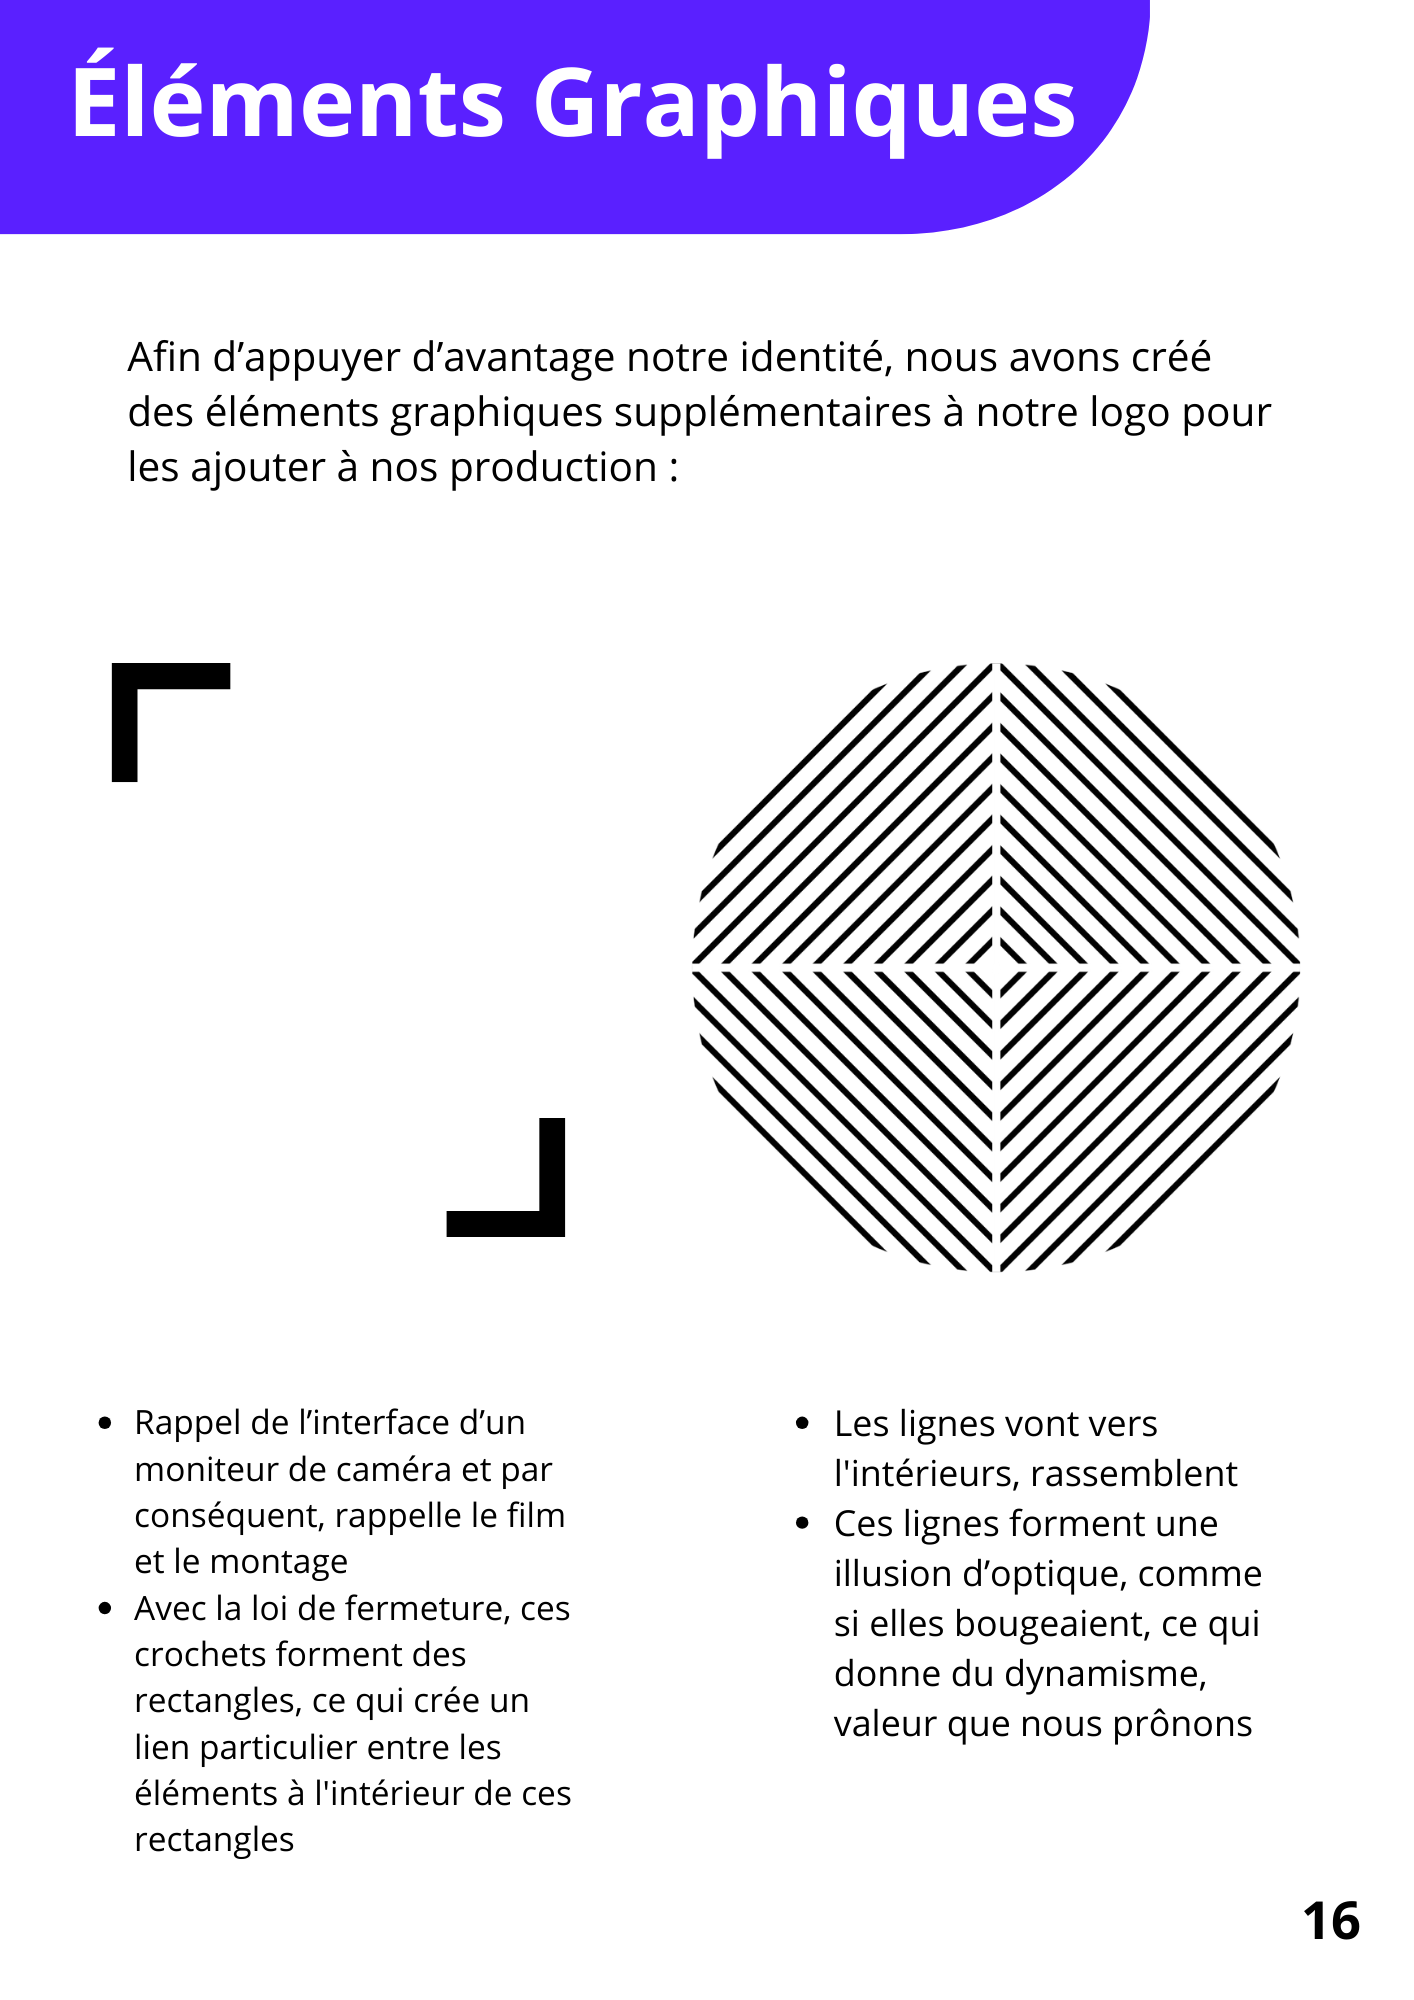 Éléments Graphiques
Afin d’appuyer d’avantage notre identité, nous avons créé
des éléments graphiques supplémentaires à notre logo pour
les ajouter à nos production :
• Rappel de l’interface d’un
moniteur de caméra et par
conséquent, rappelle le film
et le montage
• Avec la loi de fermeture, ces
crochets forment des
rectangles, ce qui crée un
lien particulier entre les
éléments à l'intérieur de ces
rectangles
• Les lignes vont vers
l'intérieurs, rassemblent
• Ces lignes forment une
illusion d’optique, comme
si elles bougeaient, ce qui
donne du dynamisme,
valeur que nous prônons
16